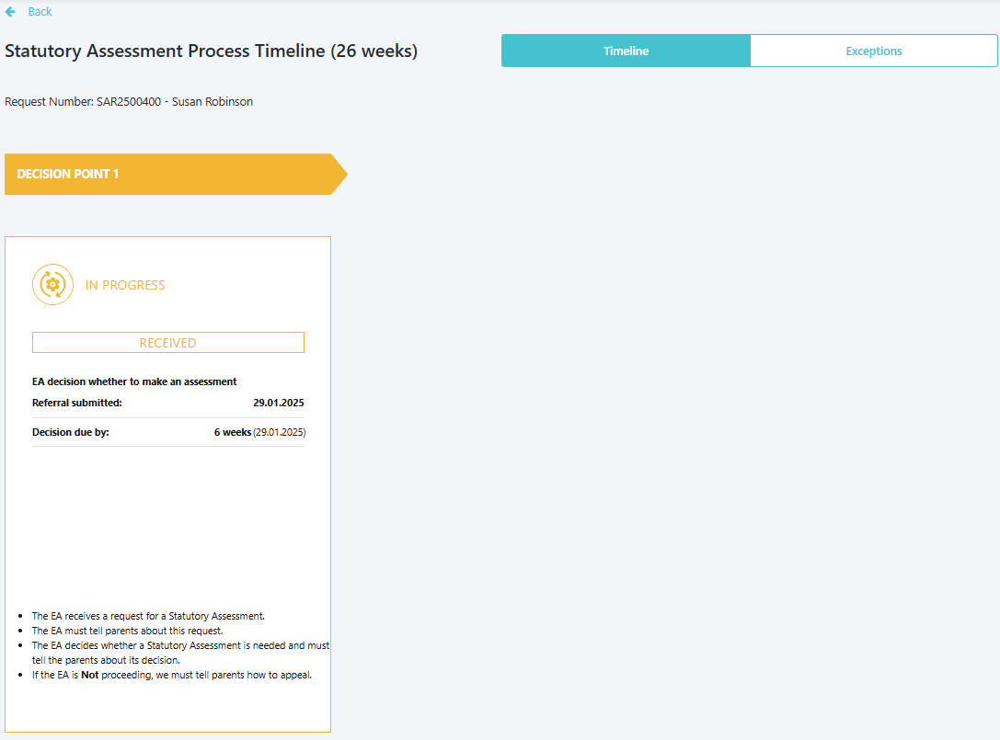 Back
Statutory Assessment Process Timeline (26 weeks)
Timeline
Exceptions
Request Number: SAR2500400 - Susan Robinson
DECISION POINT 1
IN PROGRESS
RECEIVED
EA decision whether to make an assessment
Referral submitted: 29.01.2025
Decision due by: 6 weeks (29.01.2025)
• The EA receives a request for a Statutory Assessment.
• The EA must tell parents about this request.
• The EA decides whether a Statutory Assessment is needed and must
tell the parents about its decision.
• If the EA is Not proceeding, we must tell parents how to appeal.